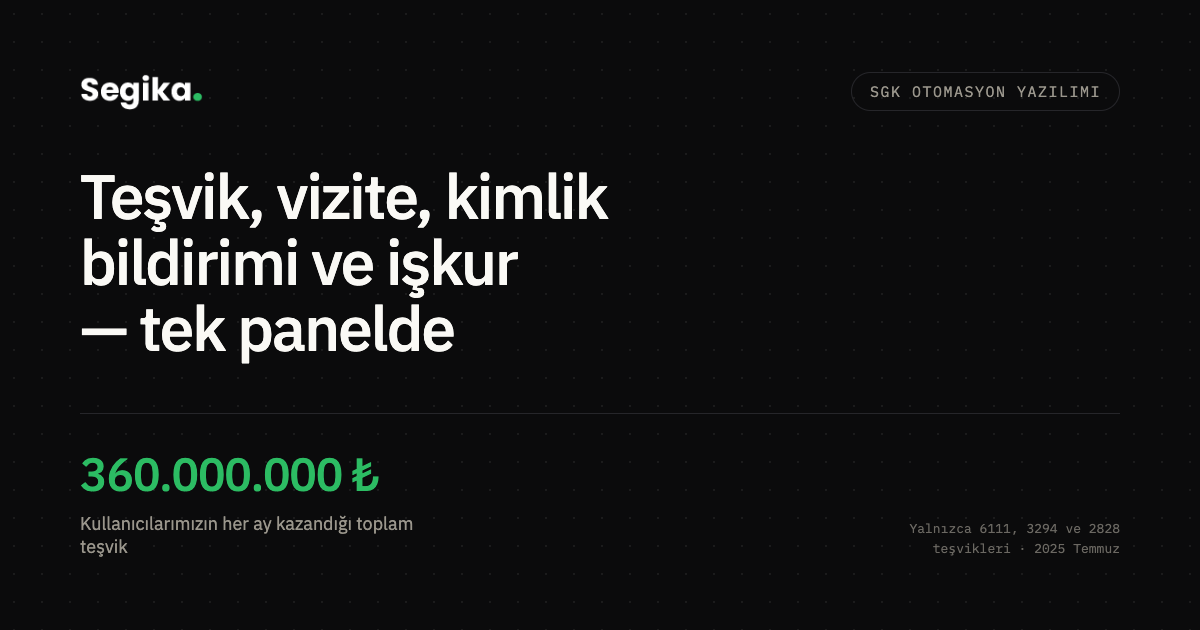 Segika.
SGK OTOMASYON YAZILIMI
Teşvik, vizite, kimlik
bildirimi ve işkur
— tek panelde
360.000.000 ₺
Kullanıcılarımızın her ay kazandığı toplam
teşvik
Yalnızca 6111, 3294 ve 2828
teşvikleri · 2025 Temmuz